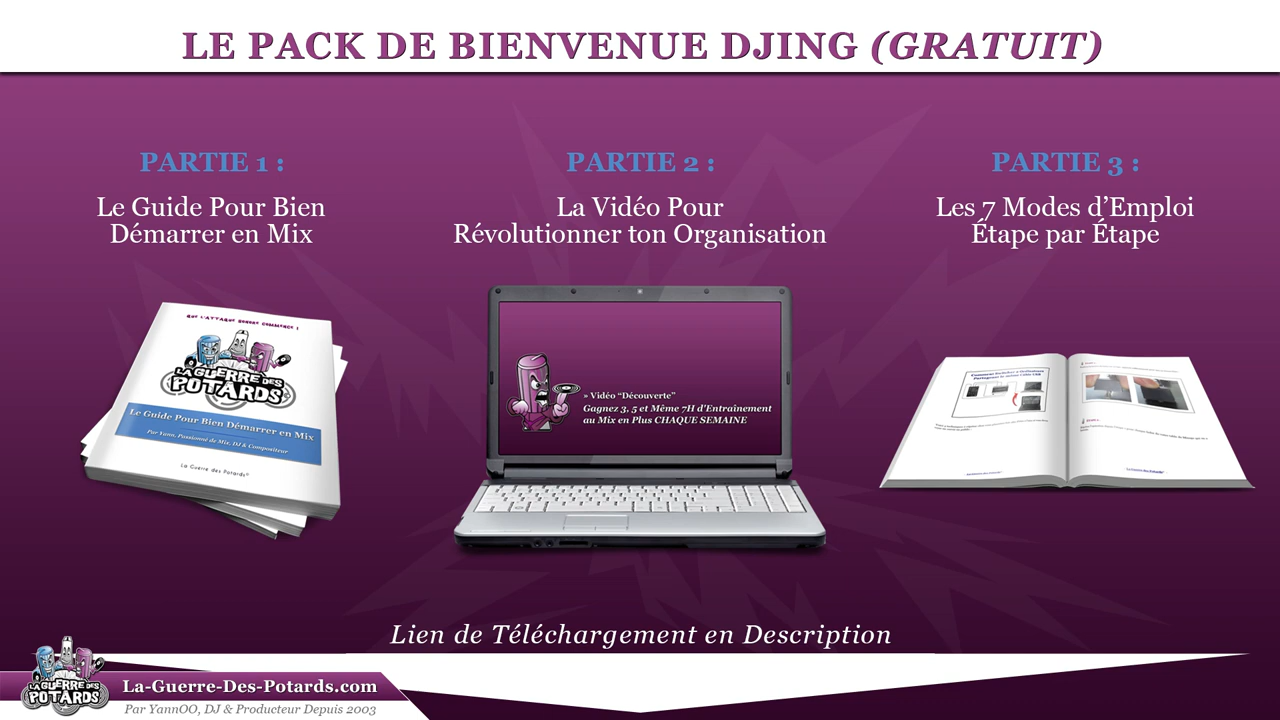 LE PACK DE BIENVENUE DJING (GRATUIT)
PARTIE 1 :
Le Guide Pour Bien
Démarrer en Mix
PARTIE 2 :
La Vidéo Pour
Révolutionner ton Organisation
PARTIE 3 :
Les 7 Modes d’Emploi
Étape par Étape
QUE L'ATTAQUE SONORE COMMENCE !
LA GUERRE DES
POTARDS
Le Guide Pour Bien Démarrer en Mix
Par Yann, Passionné de Mix, DJ & Compositeur
La Guerre des Potards®
» Vidéo “Découverte”
Gagnez 3, 5 et Même 7H d'Entraînement
au Mix en Plus CHAQUE SEMAINE
Lien de Téléchargement en Description
LA GUERRE DES
POTARDS
La-Guerre-Des-Potards.com
Par YannOO, DJ & Producteur Depuis 2003